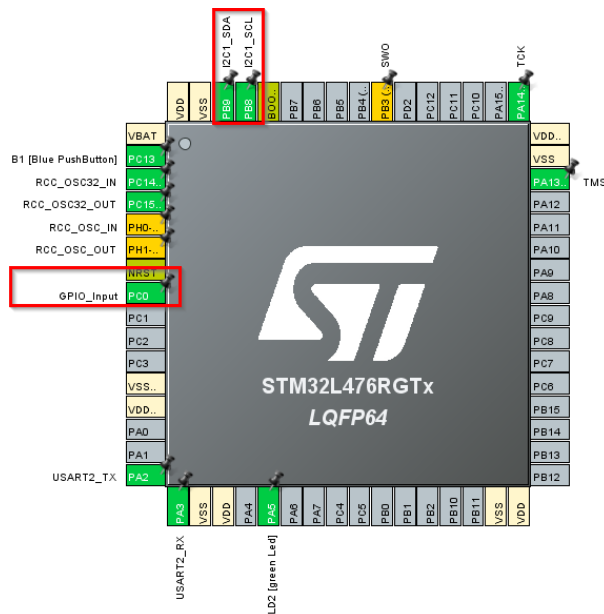 I2C1_SDA
I2C1_SCL
SWO
TCK
VDD
VSS
PB9
PB8
BOO..
PB7
PB6
PB5
PB4 (..
PB3 (..
PD2
PC12
PC11
PC10
PA15..
PA14..
VBAT
B1 [Blue PushButton] PC13
RCC_OSC32_IN PC14..
RCC_OSC32_OUT PC15..
RCC_OSC_IN PH0-..
RCC_OSC_OUT PH1-..
NRST
GPIO_Input PC0
PC1
PC2
PC3
VSS..
VDD..
PA0
PA1
USART2_TX PA2
STM32L476RGTx
LQFP64
VDD..
VSS
PA13.. TMS
PA12
PA11
PA10
PA9
PA8
PC9
PC8
PC7
PC6
PB15
PB14
PB13
PB12
PA3
VSS
VDD
PA4
PA5
PA6
PA7
PC4
PC5
PB0
PB1
PB2
PB10
PB11
VSS
VDD
USART2_RX
LD2 [green Led]